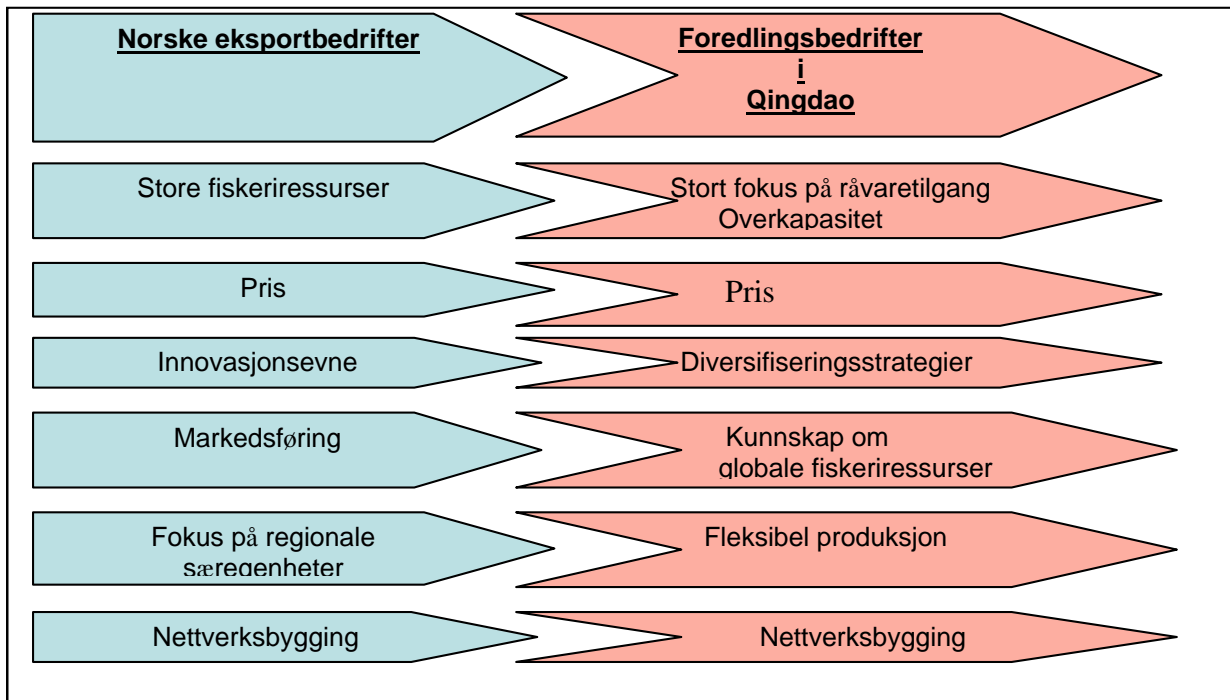 Norske eksportbedrifter
Foredlingsbedrifter
i
Qingdao
Store fiskeriressurser
Stort fokus på råvaretilgang
Overkapasitet
Pris
Pris
Innovasjonsevne
Diversifiseringsstrategier
Markedsføring
Kunnskap om
globale fiskeriressurser
Fokus på regionale
særegenheter
Fleksibel produksjon
Nettverksbygging
Nettverksbygging